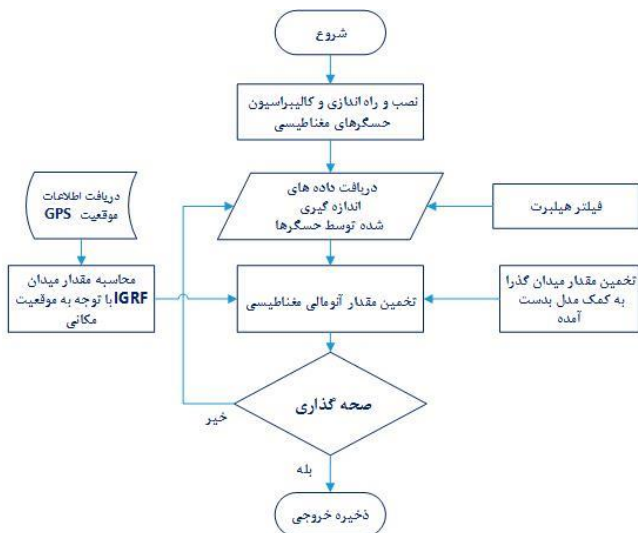 شروع
نصب و راه اندازی و کالیبراسیون
حسگرهای مغناطیسی
دریافت داده های
اندازه گیری
شده توسط حسگرها
فیلتر هیلبرت
دریافت اطلاعات
موقعیت GPS
محاسبه مقدار میدان
IGRF با توجه به موقعیت
مکانی
تخمین مقدار آنومالی مغناطیسی
تخمین مقدار میدان گذرا
به کمک مدل بدست
آمده
صحه گذاری
خیر
بله
ذخیره خروجی